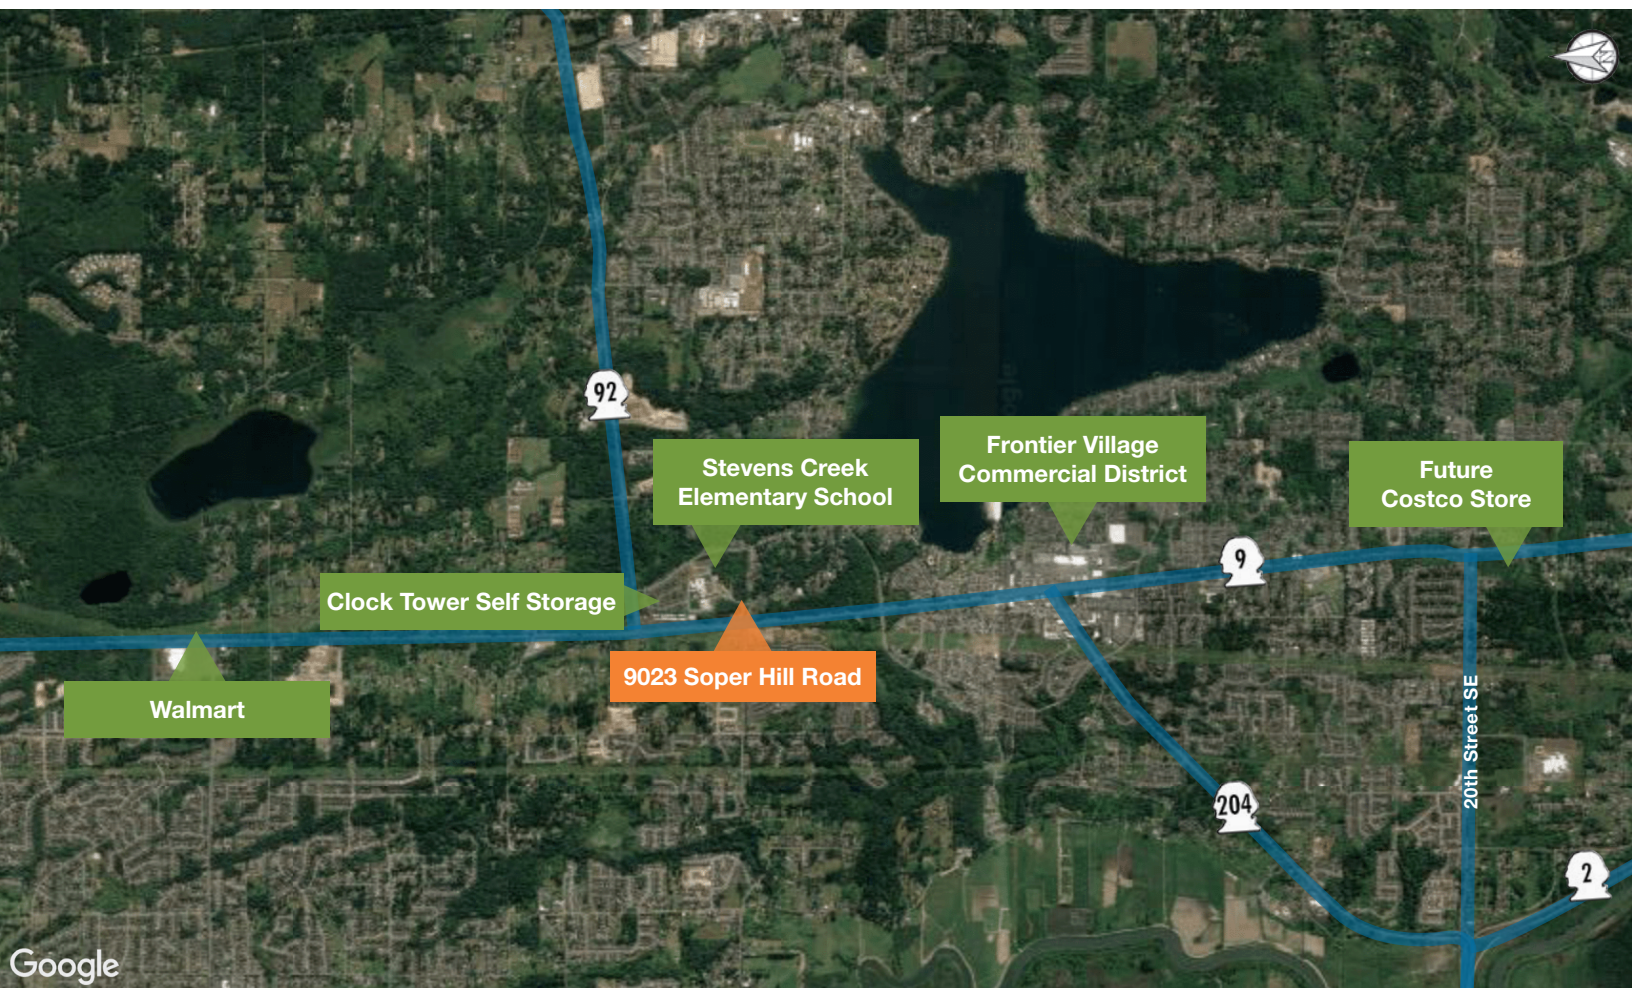 N
92
Stevens Creek
Elementary School
Frontier Village
Commercial District
Future
Costco Store
9
Clock Tower Self Storage
9023 Soper Hill Road
Walmart
20th Street SE
204
2
Google